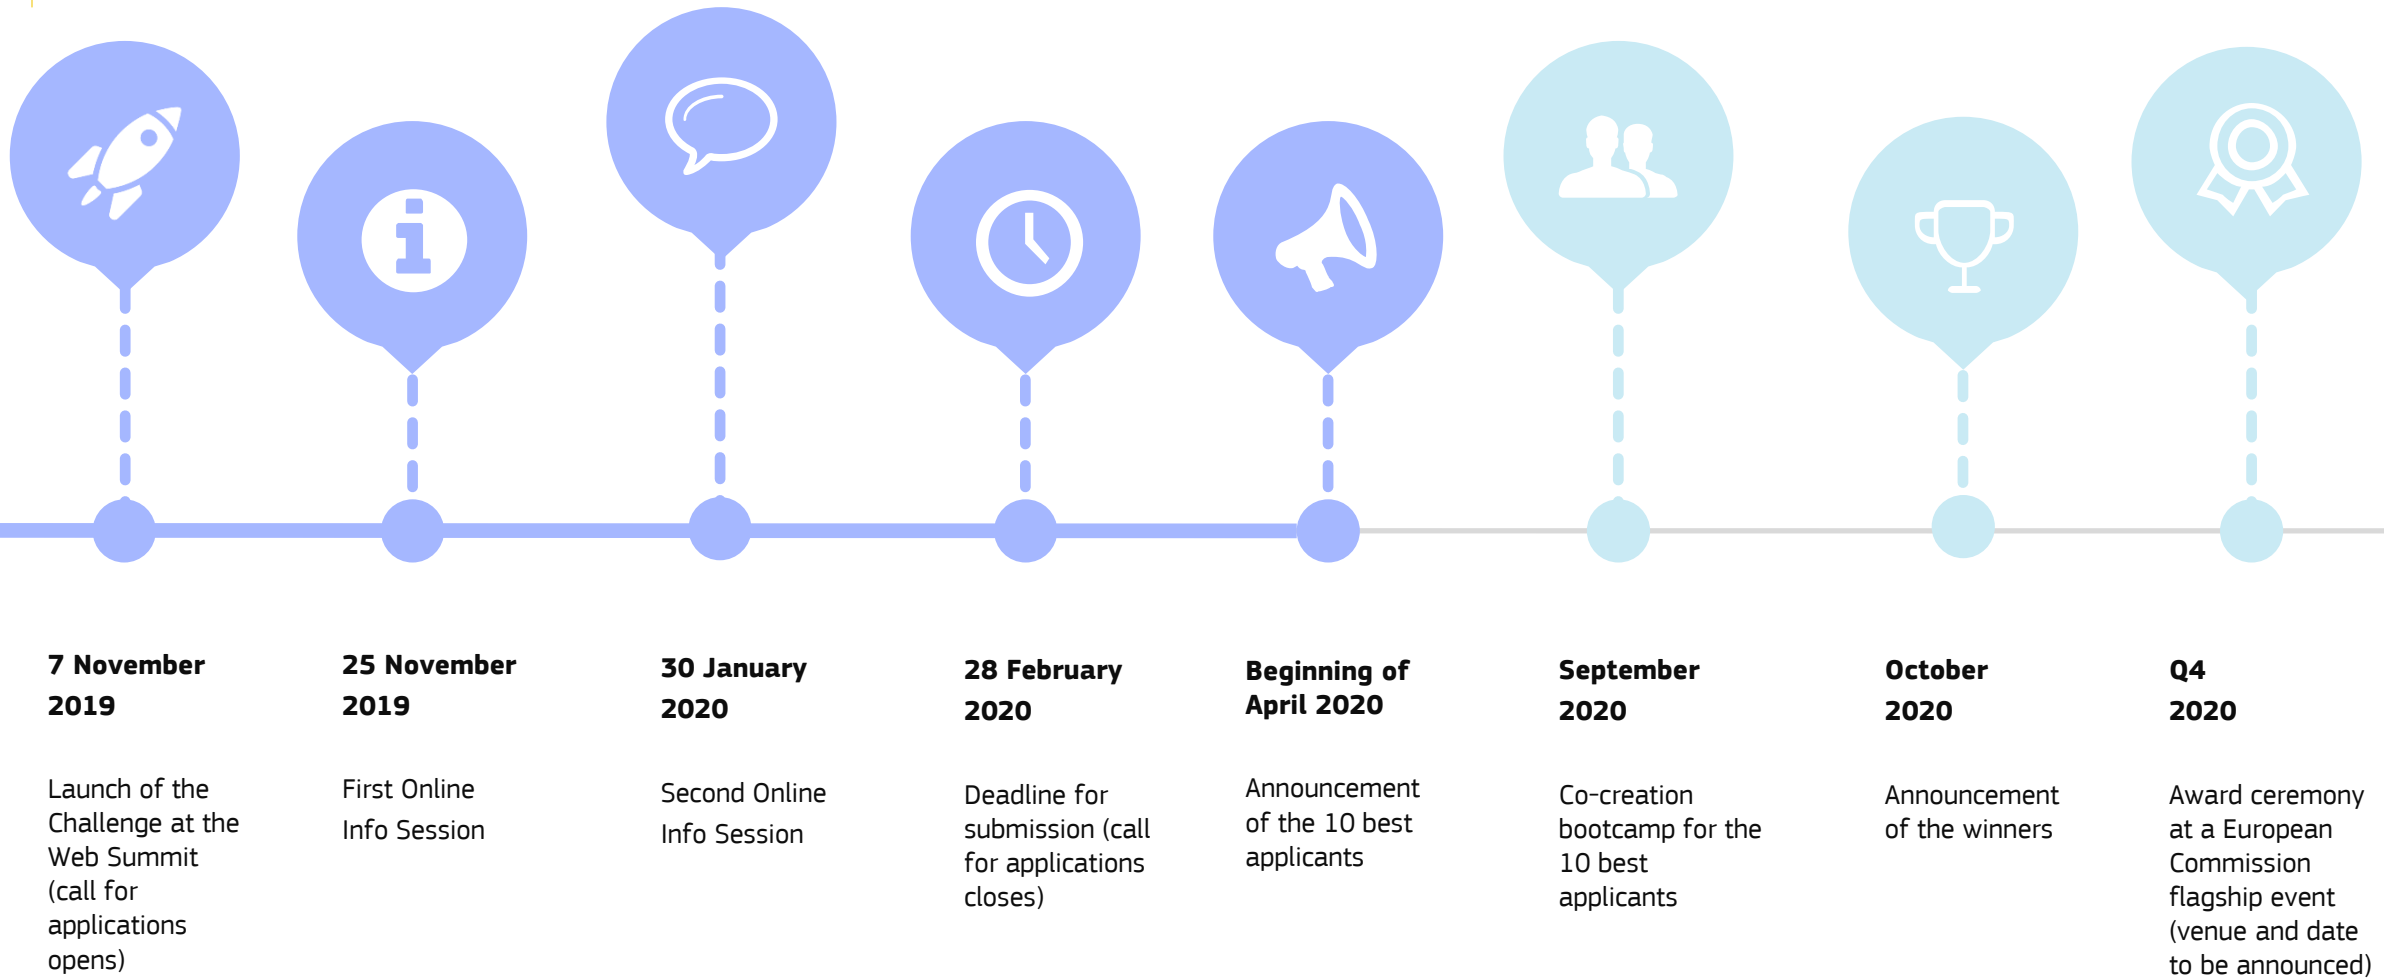 7 November
2019
Launch of the
Challenge at the
Web Summit
(call for
applications
opens)
25 November
2019
First Online
Info Session
30 January
2020
Second Online
Info Session
28 February
2020
Deadline for
submission (call
for applications
closes)
Beginning of
April 2020
Announcement
of the 10 best
applicants
September
2020
Co-creation
bootcamp for the
10 best
applicants
October
2020
Announcement
of the winners
Q4
2020
Award ceremony
at a European
Commission
flagship event
(venue and date
to be announced)